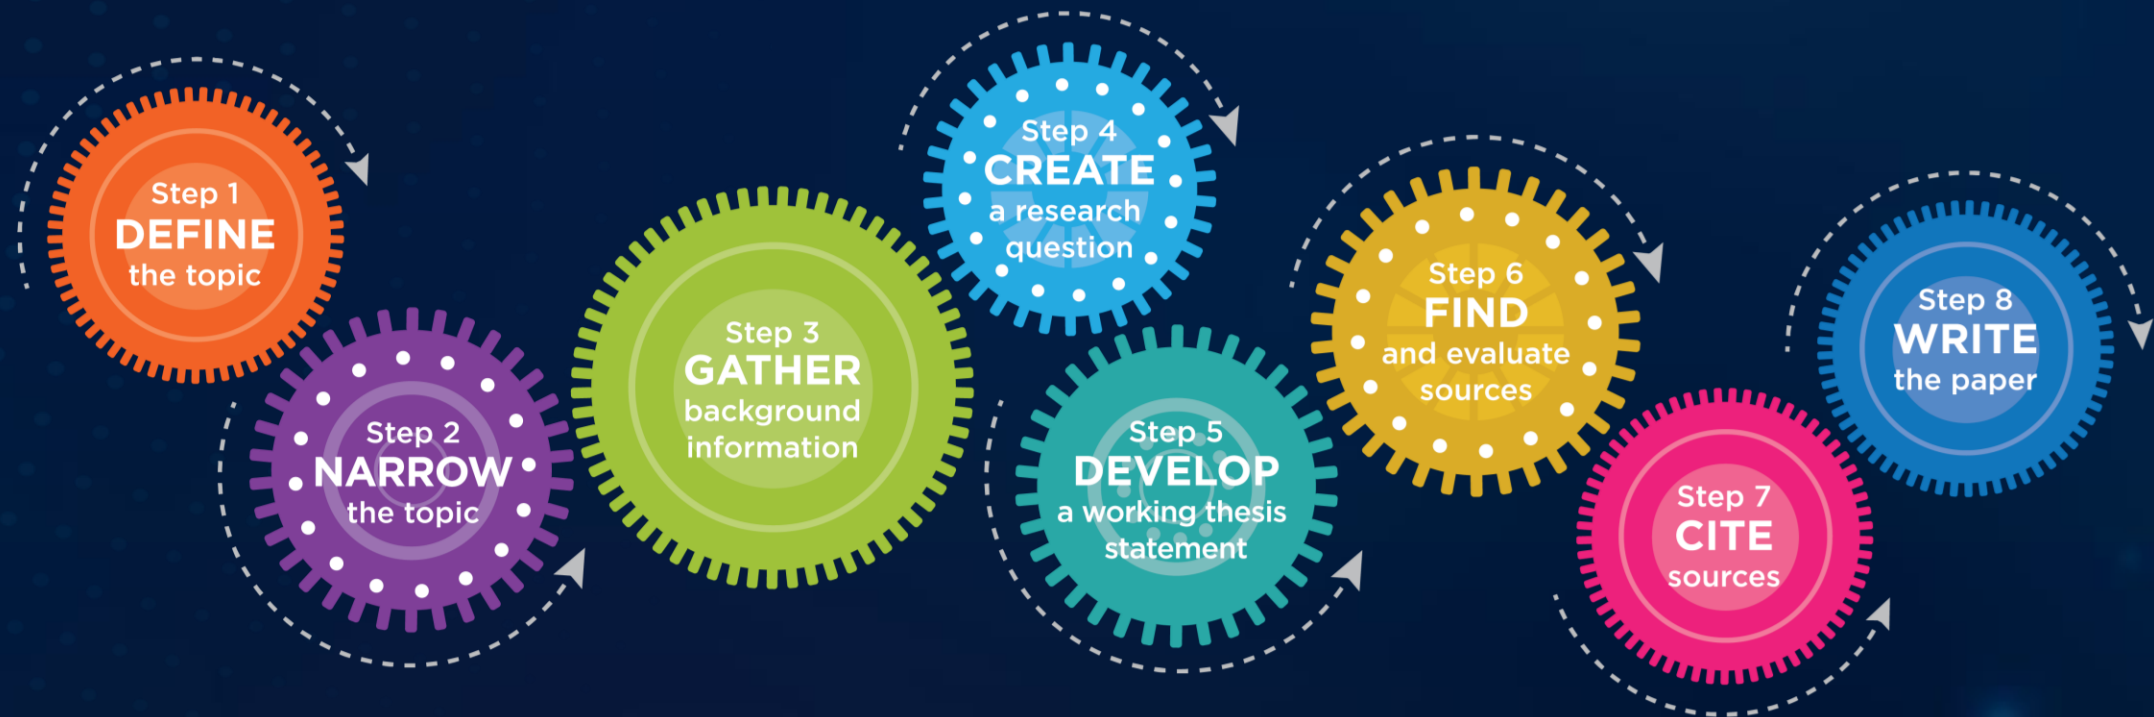 Step 1
DEFINE
the topic
Step 2
NARROW
the topic
Step 3
GATHER
background
information
Step 4
CREATE
a research
question
Step 5
DEVELOP
a working thesis
statement
Step 6
FIND
and evaluate
sources
Step 7
CITE
sources
Step 8
WRITE
the paper